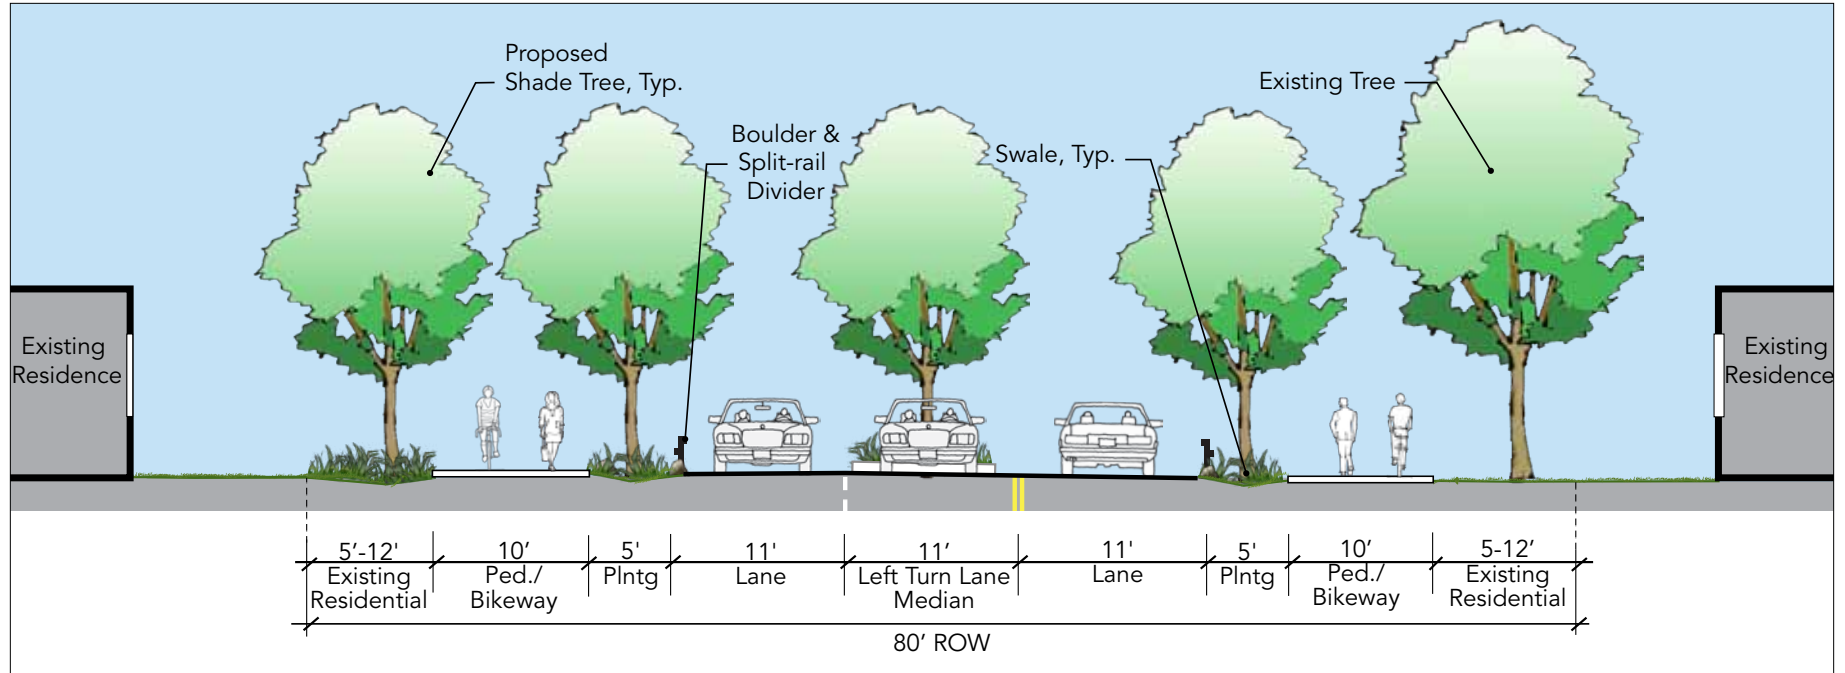 Proposed
Shade Tree, Typ.
Existing Tree
Boulder &
Split-rail
Divider
Swale, Typ.
Existing
Residence
Existing
Residence
5’-12'
Existing
Residential
10’
Ped./
Bikeway
5'
Plntg
11'
Lane
11’
Left Turn Lane
Median
11'
Lane
5'
Plntg
10’
Ped./
Bikeway
5-12’
Existing
Residential
80’ ROW